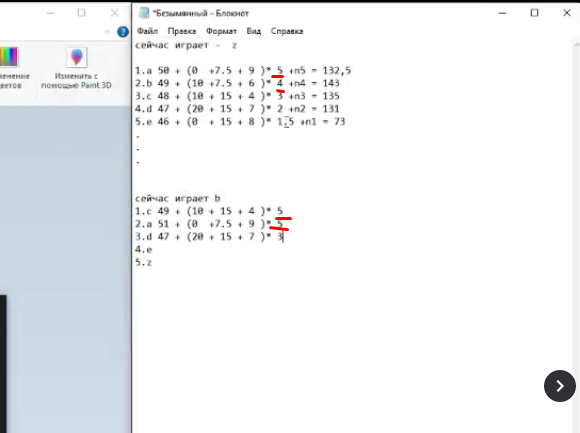 *Безымянный – Блокнот
Файл Правка Формат Вид Справка
сейчас играет - z
1.a 50 + (0 +7.5 + 9 )* 5 +n5 = 132,5
2.b 49 + (10 +7.5 + 6 )* 4 +n4 = 143
3.c 48 + (10 + 15 + 4 )* 3 +n3 = 135
4.d 47 + (20 + 15 + 7 )* 2 +n2 = 131
5.e 46 + (0 + 15 + 8 )* 1,5 +n1 = 73
.
.
.
сейчас играет b
1.c 49 + (10 + 15 + 4 )* 5
2.a 51 + (0 +7.5 + 9 )* 5
3.d 47 + (20 + 15 + 7 )* 3
4.e
5.z
Изменить с
помощью Paint 3D